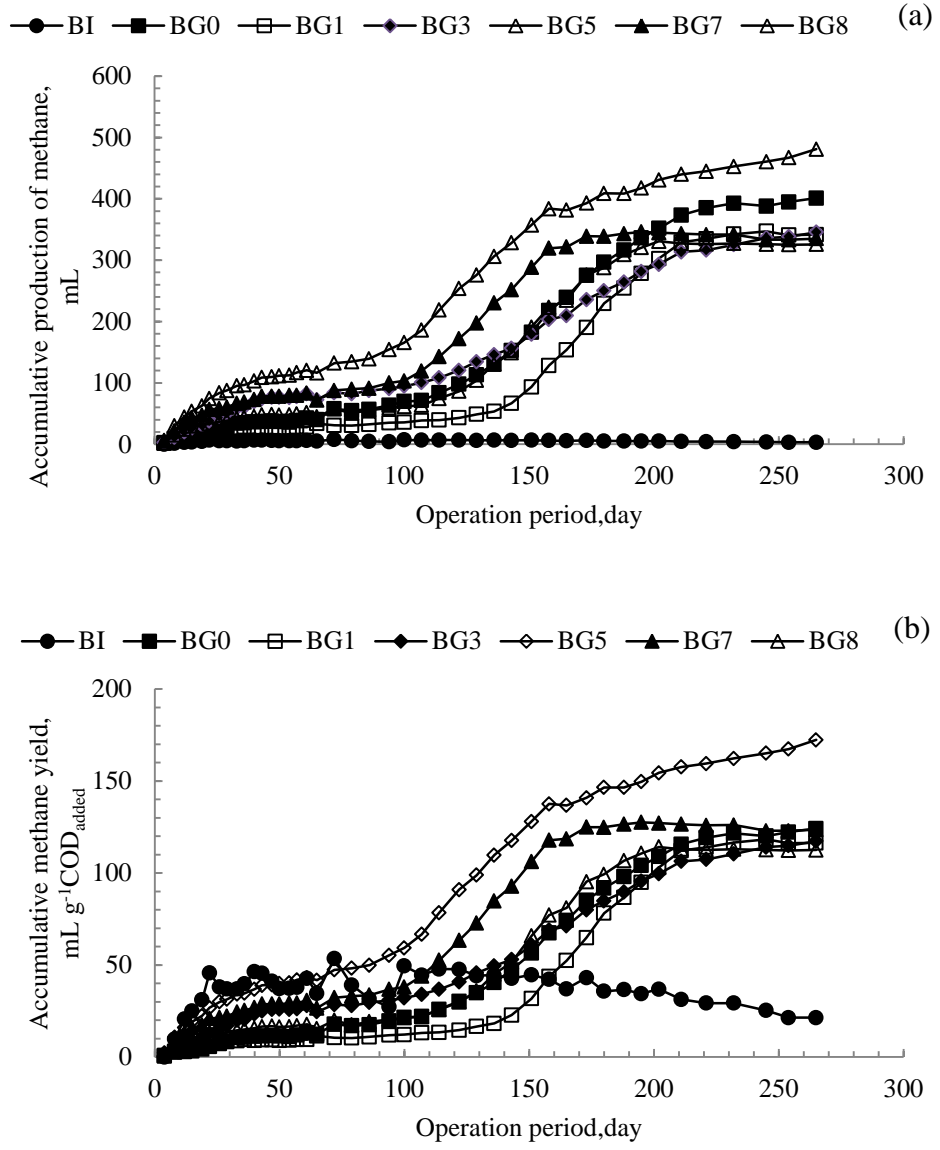 (a)
BI BG0 BG1 BG3 BG5 BG7 BG8
600
500
400
300
200
100
0
Accumulative production of methane,
mL
0 50 100 150 200 250 300
Operation period,day
(b)
BI BG0 BG1 BG3 BG5 BG7 BG8
200
150
100
50
0
Accumulative methane yield,
mL g⁻¹COD_added
0 50 100 150 200 250 300
Operation period,day